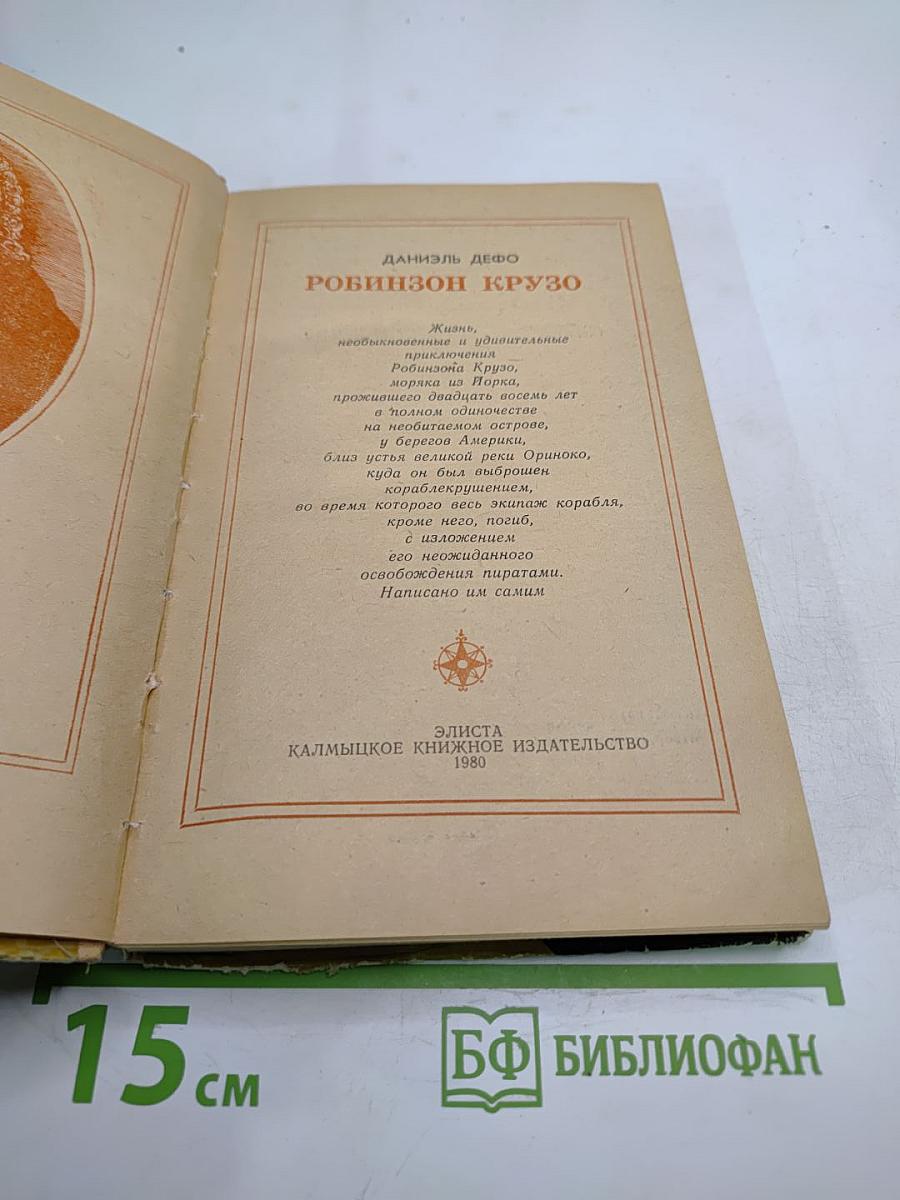 ДАНИЭЛЬ ДЕФО
РОБИНЗОН КРУЗО
Жизнь,
необыкновенные и удивительные
приключения
Робинзона Крузо,
моряка из Йорка,
прожившего двадцать восемь лет
в полном одиночестве
на необитаемом острове,
у берегов Америки,
близ устья великой реки Ориноко,
куда он был выброшен
кораблекрушением,
во время которого весь экипаж корабля,
кроме него, погиб,
с изложением
его неожиданного
освобождения пиратами.
Написано им самим
ЭЛИСТА
КАЛМЫЦКОЕ КНИЖНОЕ ИЗДАТЕЛЬСТВО
1980
15 см
БФ БИБЛИОФАН